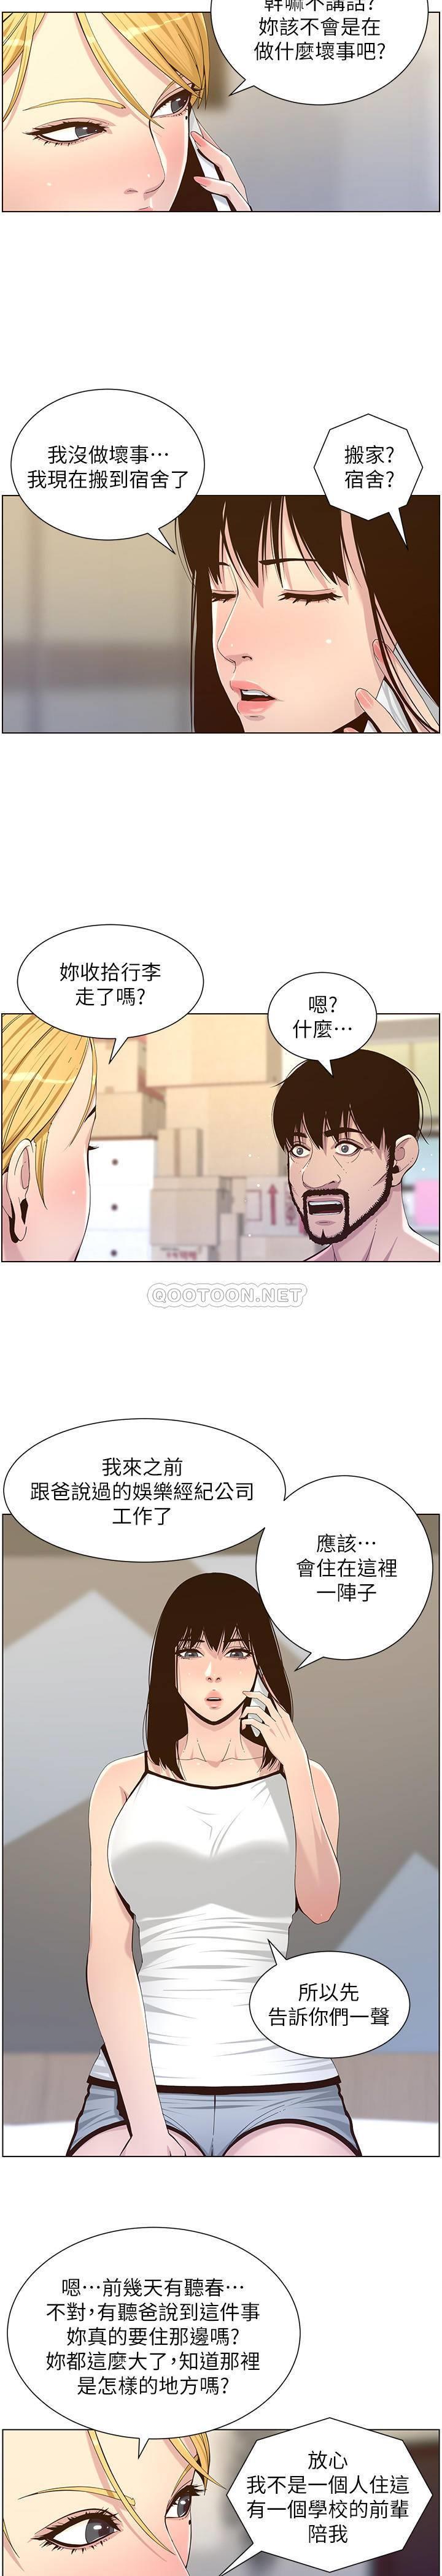 幹嘛不講話?
妳該不會是在
做什麼壞事吧?
我沒做壞事…
我現在搬到宿舍了
搬家?
宿舍?
妳收拾行李
走了嗎?
嗯?
什麼…
QOOTOON.NET
我來之前
跟爸說過的娛樂經紀公司
工作了
應該…
會住在這裡
一陣子
所以先
告訴你們一聲
嗯…前幾天有聽春…
不對,有聽爸說到這件事
妳真的要住那邊嗎?
妳都這麼大了,知道那裡
是怎樣的地方嗎?
放心
我不是一個人住這
有一個學校的前輩
陪我